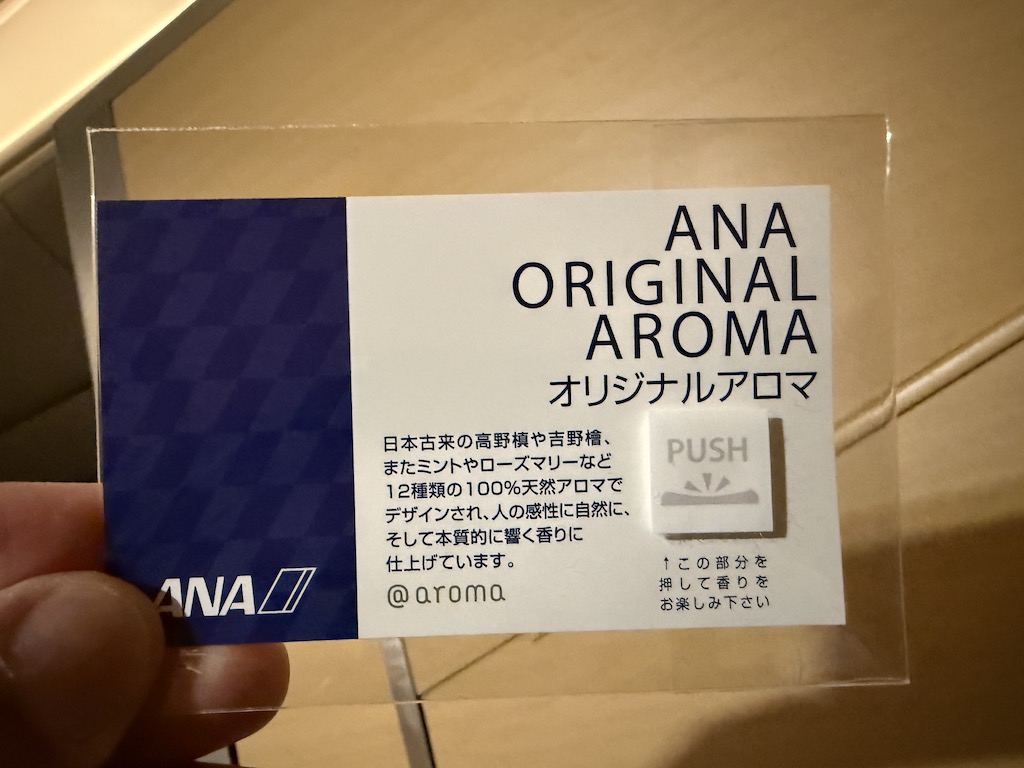 ANA
ORIGINAL
AROMA
オリジナルアロマ
日本古来の高野槙や吉野檜、
またミントやローズマリーなど
12種類の100%天然アロマで
デザインされ、人の感性に自然に、
そして本質的に響く香りに
仕上げています。
@aroma
PUSH
↑この部分を
押して香りを
お楽しみ下さい
ANA